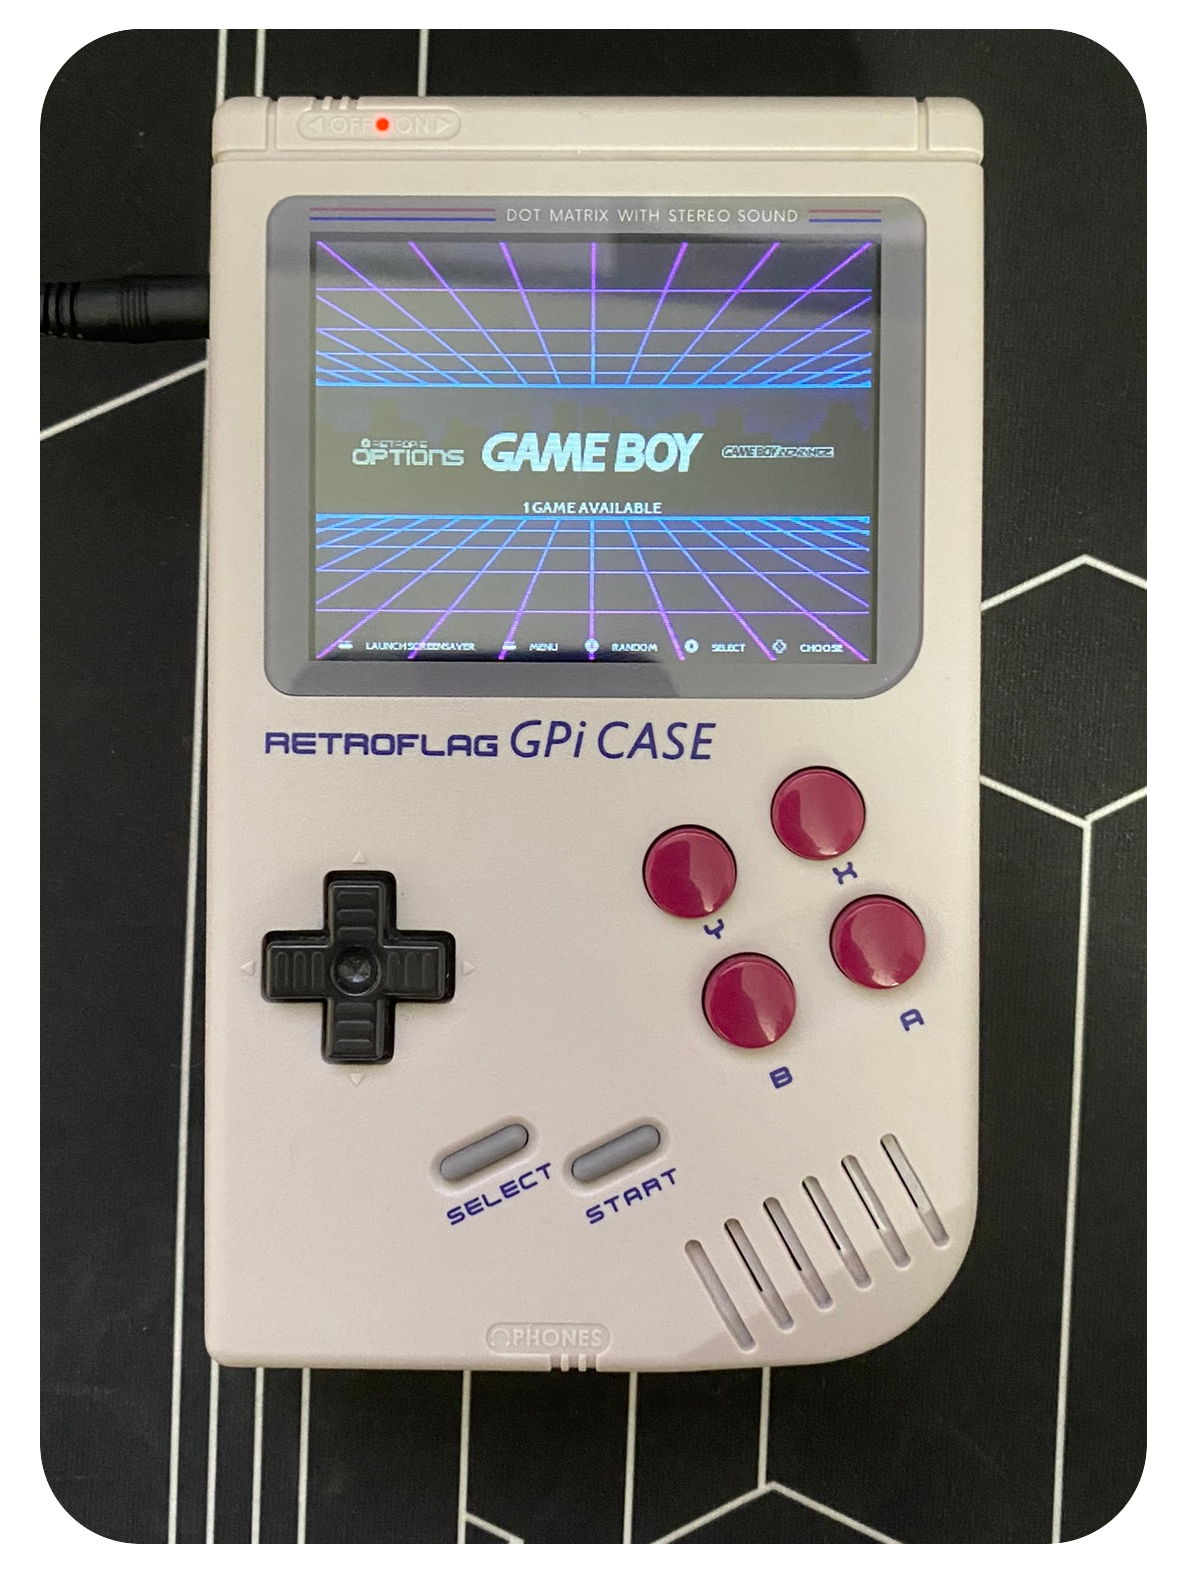 OFF ON
DOT MATRIX WITH STEREO SOUND
RETROPIE
OPTIONS
GAME BOY
GAME BOY ADVANCE
1 GAME AVAILABLE
LAUNCH SCREENSAVER MENU RANDOM SELECT CHOOSE
RETROFLAG GPi CASE
X
Y
A
B
SELECT START
PHONES